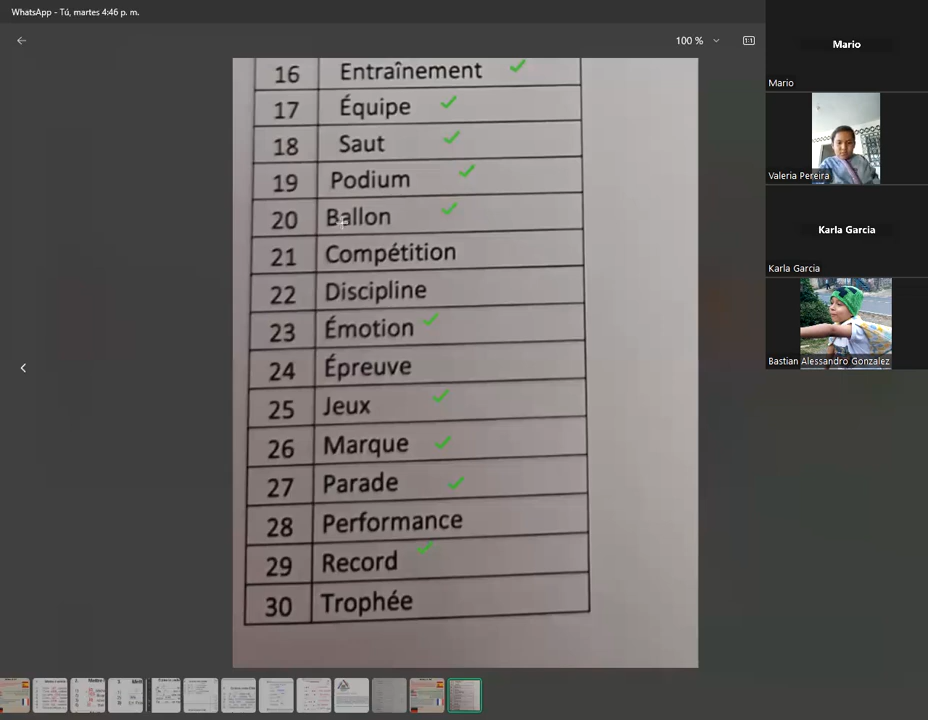 WhatsApp - Tú, martes 4:46 p. m.
100 %
1:1
16 Entraînement
17 Équipe
18 Saut
19 Podium
20 Ballon
21 Compétition
22 Discipline
23 Émotion
24 Épreuve
25 Jeux
26 Marque
27 Parade
28 Performance
29 Record
30 Trophée
Mario
Mario
Valeria Pereira
Karla Garcia
Karla Garcia
Bastian Alessandro Gonzalez